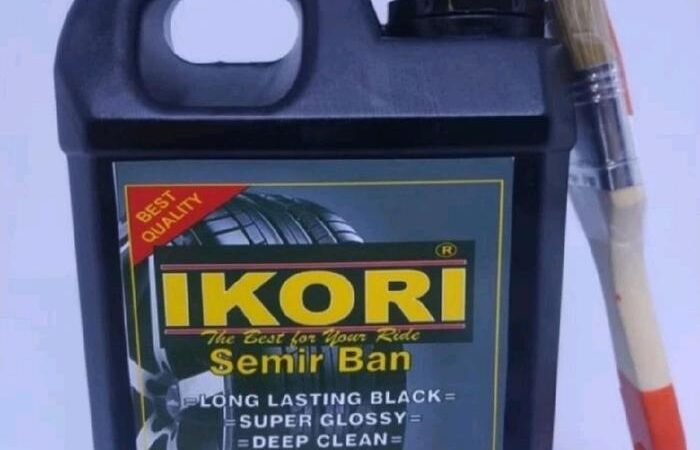 BEST
QUALITY
IKORI®
The Best for Your Ride
Semir Ban
=LONG LASTING BLACK=
=SUPER GLOSSY=
=DEEP CLEAN=